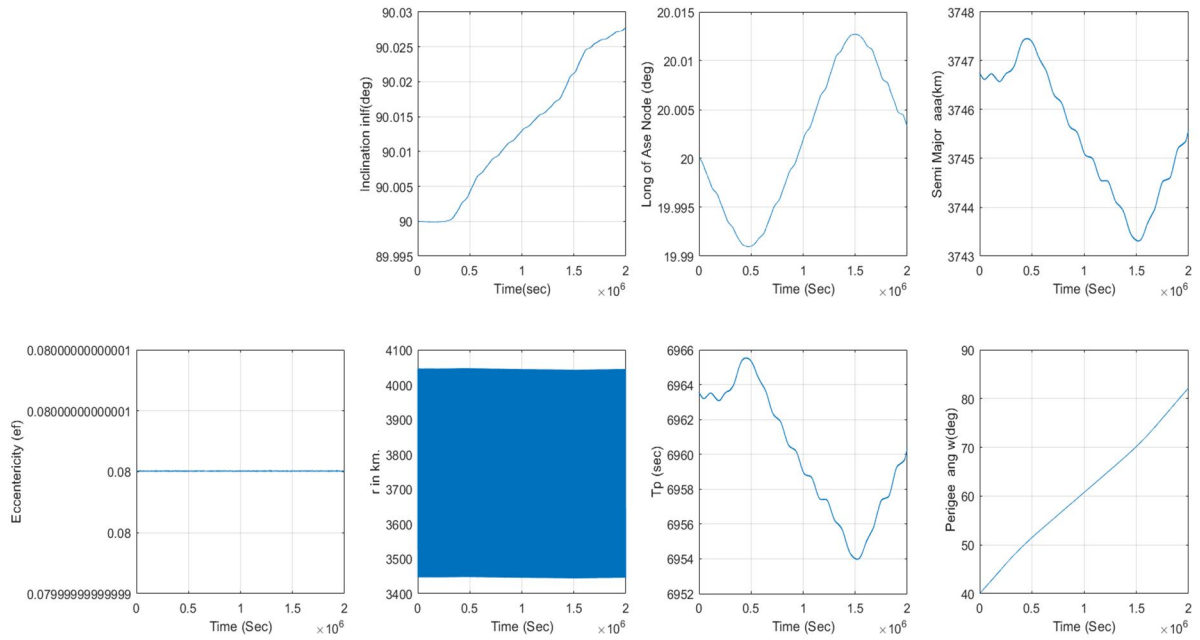 90.03
90.025
90.02
90.015
90.01
90.005
90
89.995
Inclination inlf(deg)
0 0.5 1 1.5 2
Time(sec) ×10^6
20.015
20.01
20.005
20
19.995
19.99
Long of Ase Node (deg)
0 0.5 1 1.5 2
Time (Sec) ×10^6
3748
3747
3746
3745
3744
3743
Semi Major aaa(km)
0 0.5 1 1.5 2
Time (Sec) ×10^6
0.08000000000001
0.08000000000001
0.08
0.08
0.07999999999999
Eccentericity (ef)
0 0.5 1 1.5 2
Time (Sec) ×10^6
4100
4000
3900
3800
3700
3600
3500
3400
r in km.
0 0.5 1 1.5 2
Time (Sec) ×10^6
6966
6964
6962
6960
6958
6956
6954
6952
Tp (sec)
0 0.5 1 1.5 2
Time (Sec) ×10^6
90
80
70
60
50
40
Perigee ang w(deg)
0 0.5 1 1.5 2
Time (Sec) ×10^6